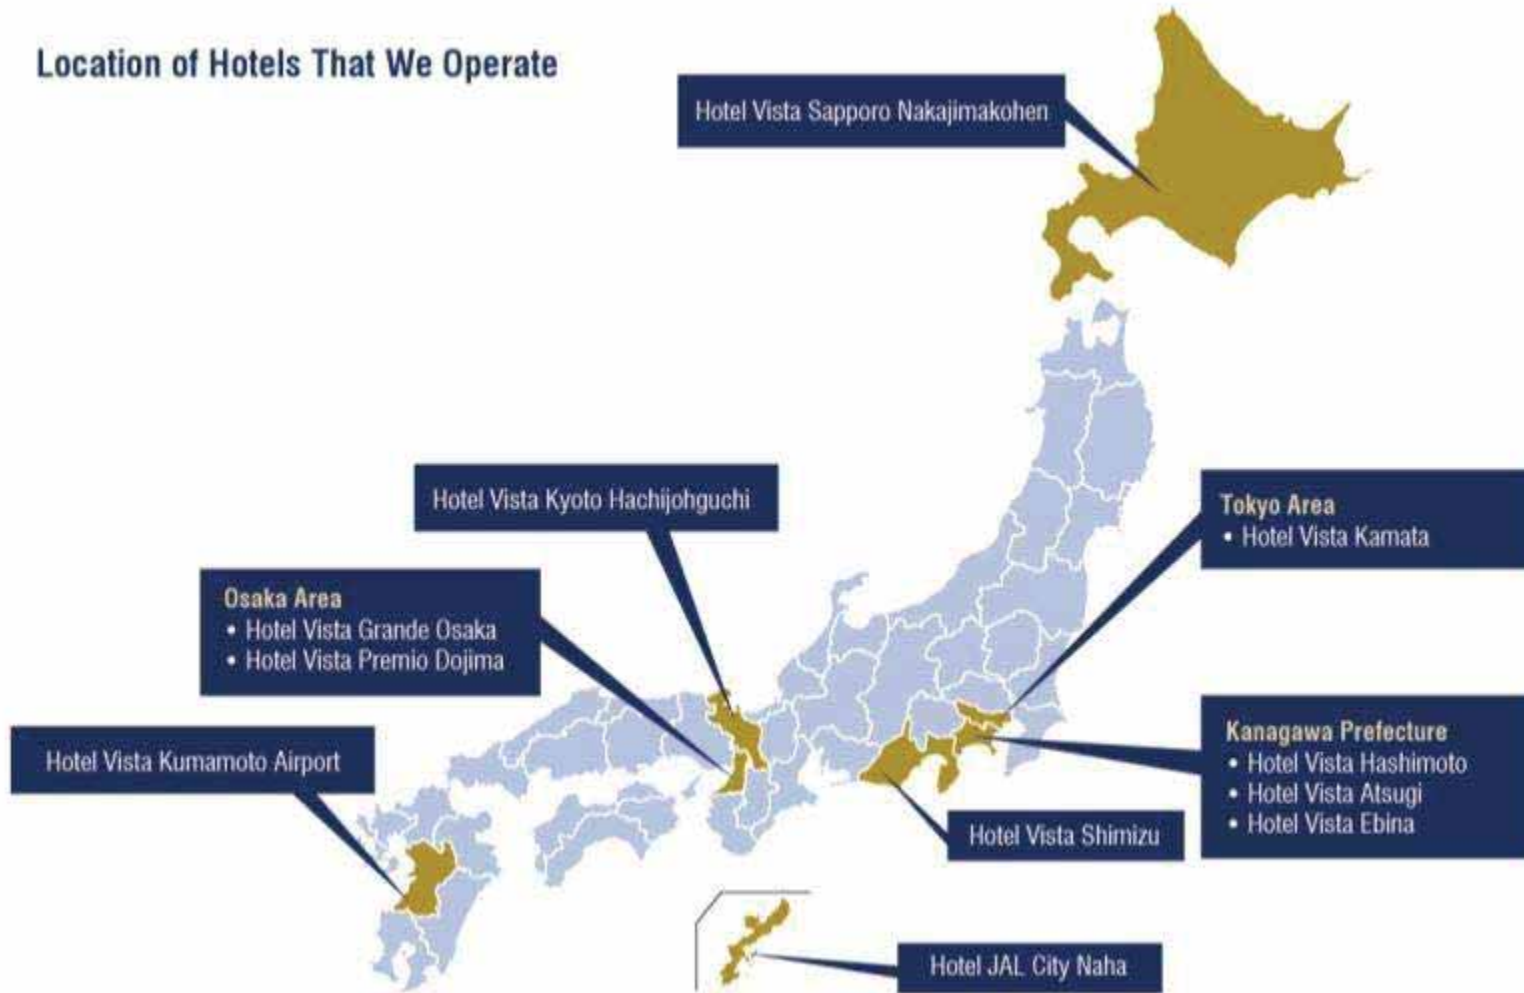 Location of Hotels That We Operate
Hotel Vista Sapporo Nakajimakohen
Hotel Vista Kyoto Hachijohguchi
Tokyo Area
• Hotel Vista Kamata
Osaka Area
• Hotel Vista Grande Osaka
• Hotel Vista Premio Dojima
Kanagawa Prefecture
• Hotel Vista Hashimoto
• Hotel Vista Atsugi
• Hotel Vista Ebina
Hotel Vista Kumamoto Airport
Hotel Vista Shimizu
Hotel JAL City Naha